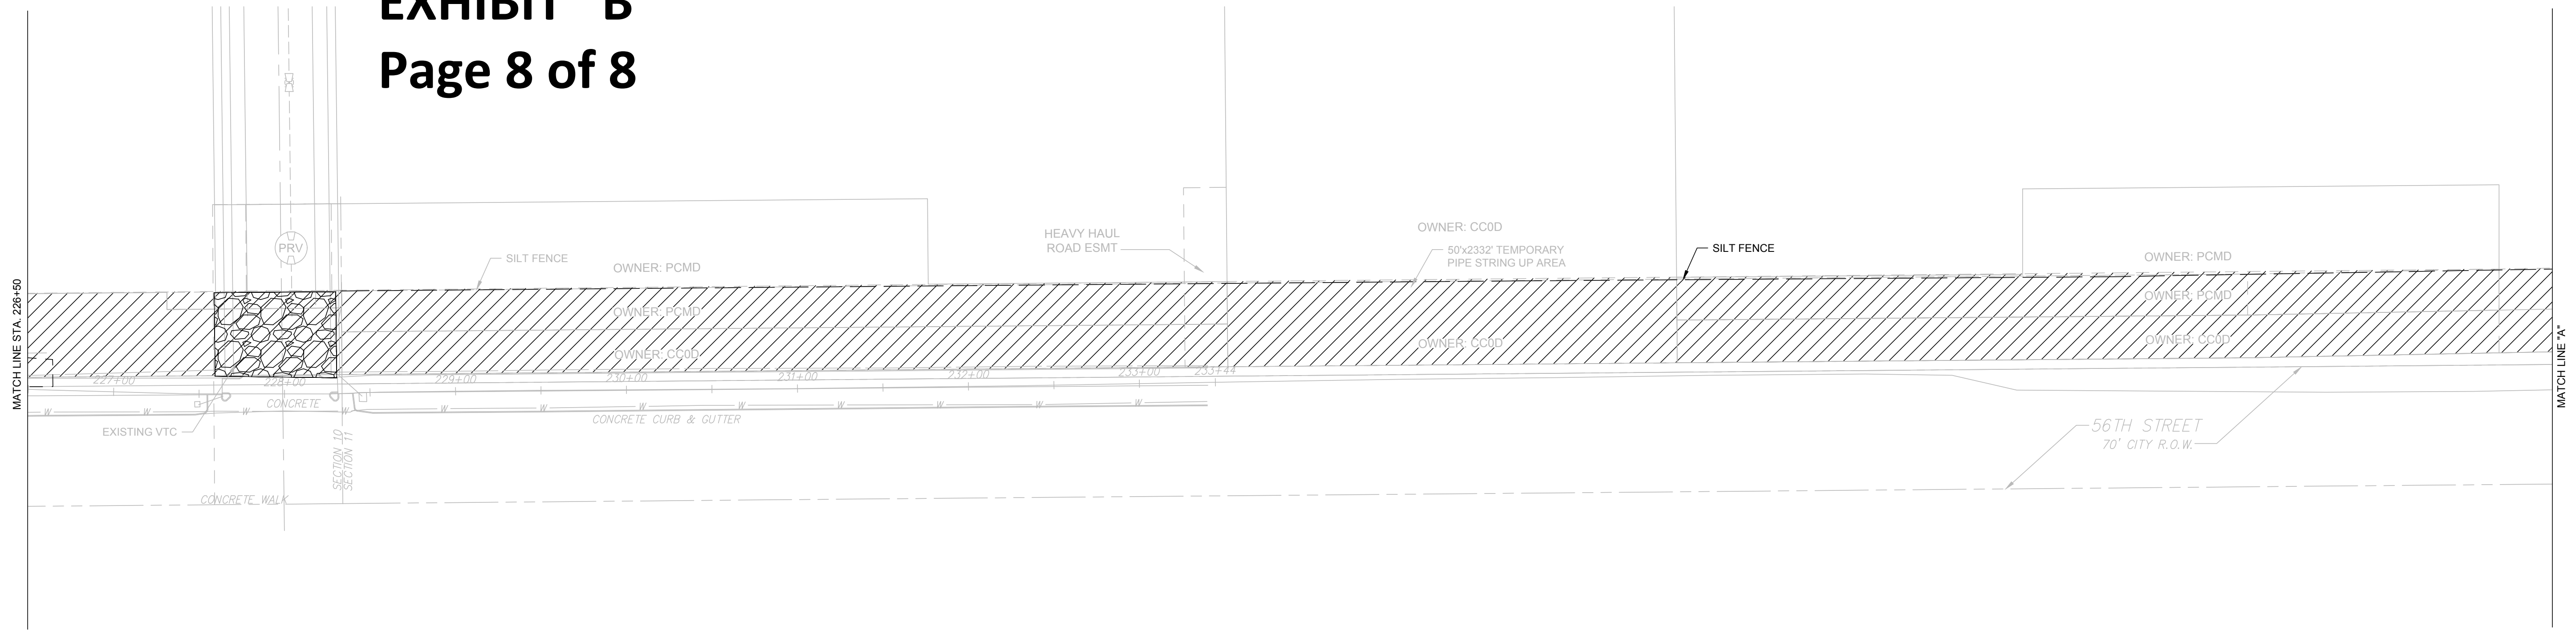 EXHIBIT "B"
Page 8 of 8
MATCH LINE STA. 226+50
PRV
SILT FENCE
OWNER: PCMD
OWNER: PCMD
OWNER: CC0D
HEAVY HAUL
ROAD ESMT
OWNER: CC0D
50'x2332' TEMPORARY
PIPE STRING UP AREA
OWNER: CC0D
SILT FENCE
OWNER: PCMD
OWNER: PCMD
OWNER: CC0D
227+00
228+00
229+00
230+00
231+00
232+00
233+00
233+44
CONCRETE
W W W W W W W W W W W W
CONCRETE CURB & GUTTER
EXISTING VTC
SECTION 10
SECTION 11
CONCRETE WALK
56TH STREET
70' CITY R.O.W.
MATCH LINE "A"